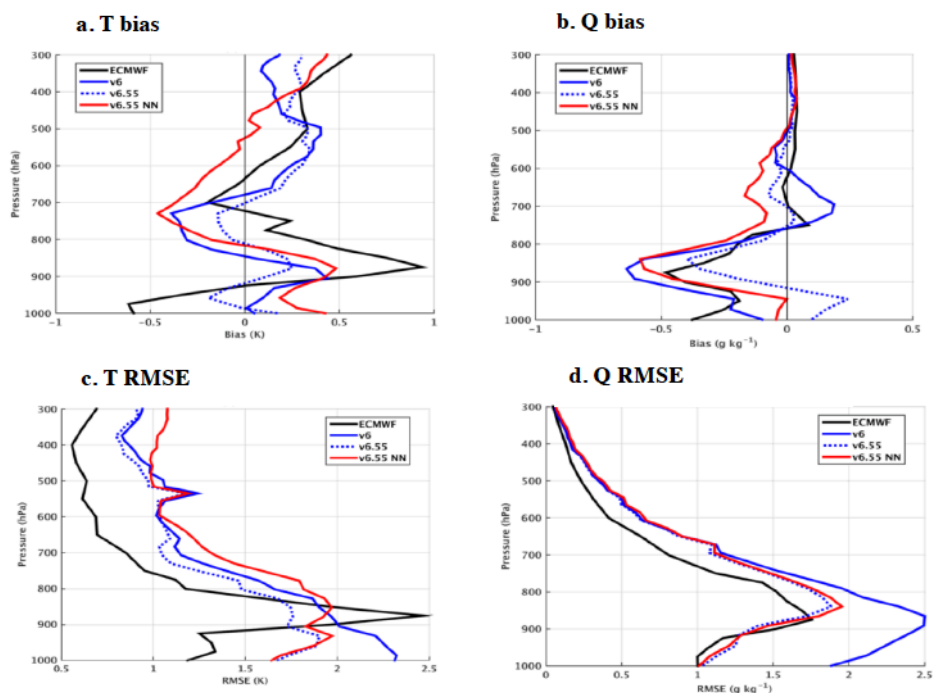 a. T bias
b. Q bias
300
400
500
600
700
800
900
1000
Pressure (hPa)
ECMWF
v6
v6.55
v6.55 NN
-1
-0.5
0
0.5
1
Bias (K)
300
400
500
600
700
800
900
1000
Pressure (hPa)
ECMWF
v6
v6.55
v6.55 NN
-1
-0.5
0
0.5
Bias (g kg⁻¹)
c. T RMSE
d. Q RMSE
300
400
500
600
700
800
900
1000
Pressure (hPa)
ECMWF
v6
v6.55
v6.55 NN
0.5
1
1.5
2
2.5
RMSE (K)
300
400
500
600
700
800
900
1000
Pressure (hPa)
ECMWF
v6
v6.55
v6.55 NN
0
0.5
1
1.5
2
2.5
RMSE (g kg⁻¹)